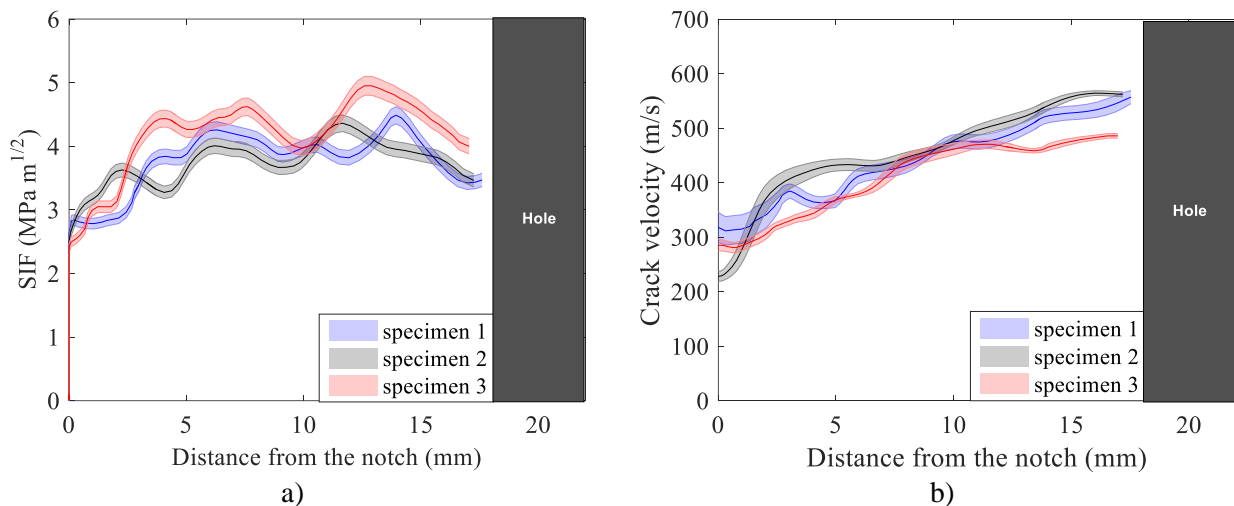 6
5
4
3
2
1
0
SIF (MPa m^1/2)
Hole
specimen 1
specimen 2
specimen 3
0 5 10 15 20
Distance from the notch (mm)
a)
700
600
500
400
300
200
100
0
Crack velocity (m/s)
Hole
specimen 1
specimen 2
specimen 3
0 5 10 15 20
Distance from the notch (mm)
b)